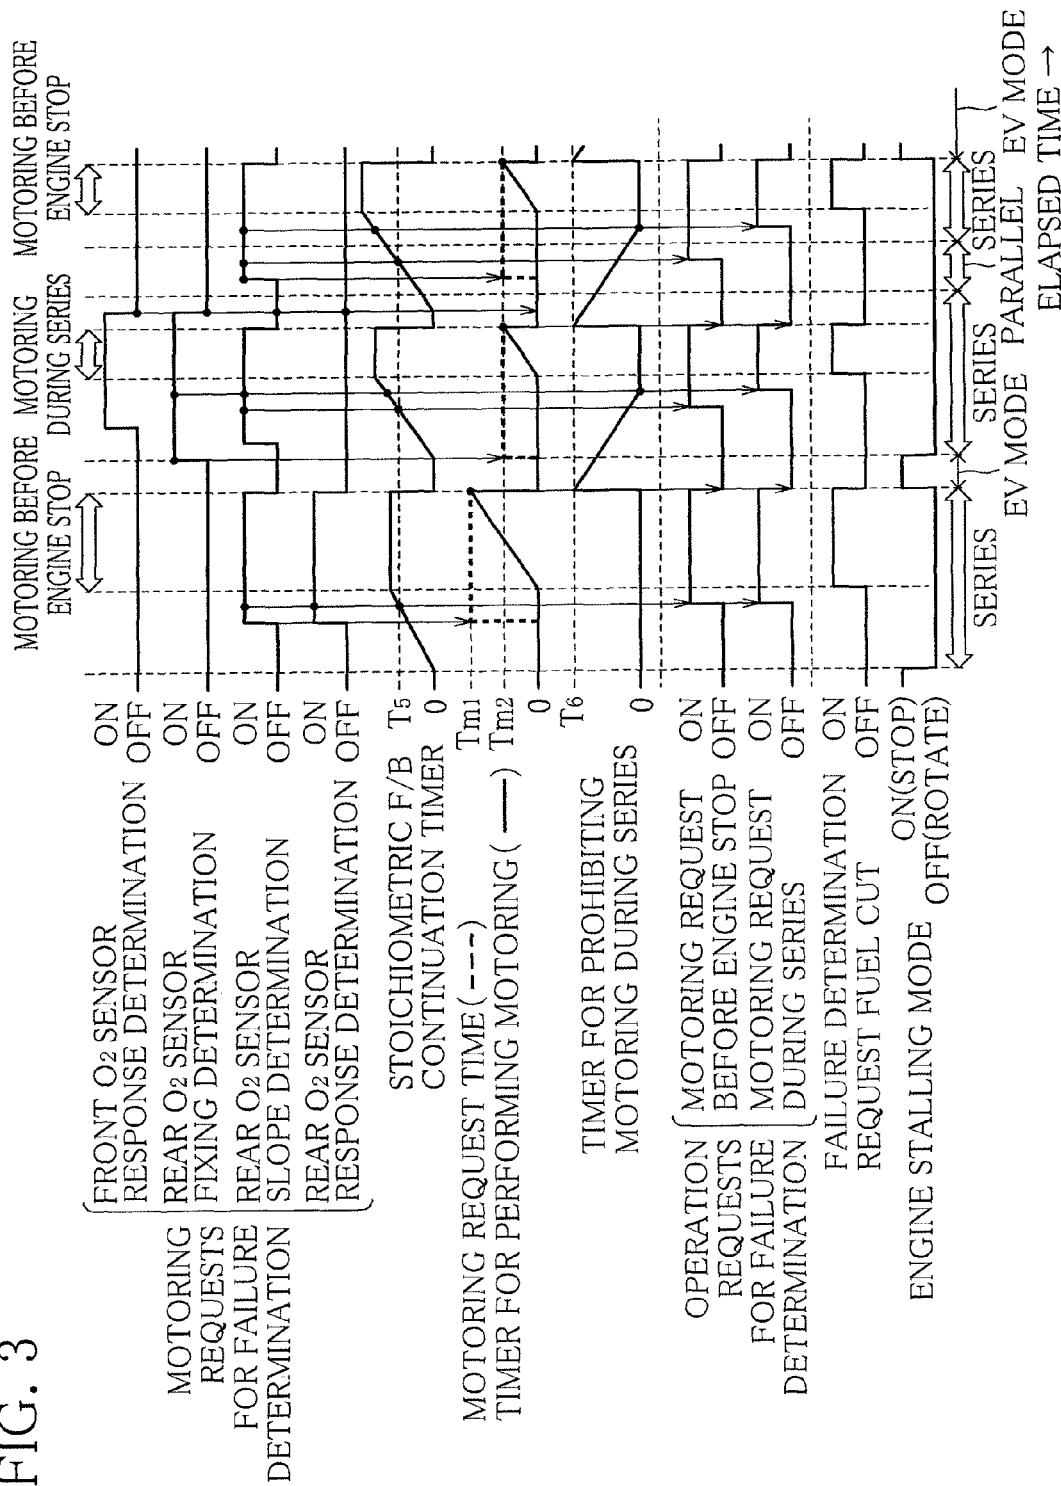 FIG. 3
MOTORING BEFORE
ENGINE STOP
MOTORING
DURING SERIES
MOTORING BEFORE
ENGINE STOP
MOTORING
REQUESTS
FOR FAILURE
DETERMINATION
FRONT O2 SENSOR
RESPONSE DETERMINATION
ON
OFF
REAR O2 SENSOR
FIXING DETERMINATION
ON
OFF
REAR O2 SENSOR
SLOPE DETERMINATION
ON
OFF
REAR O2 SENSOR
RESPONSE DETERMINATION
ON
OFF
STOICHIOMETRIC F/B
CONTINUATION TIMER
T5
0
MOTORING REQUEST TIME(---)
TIMER FOR PERFORMING MOTORING(—)
Tm1
Tm2
0
TIMER FOR PROHIBITING
MOTORING DURING SERIES
T6
0
OPERATION
REQUESTS
FOR FAILURE
DETERMINATION
MOTORING REQUEST
BEFORE ENGINE STOP
ON
OFF
MOTORING REQUEST
DURING SERIES
ON
OFF
FAILURE DETERMINATION
REQUEST FUEL CUT
ON
OFF
ENGINE STALLING MODE
ON(STOP)
OFF(ROTATE)
SERIES
EV MODE
SERIES
PARALLEL
SERIES
EV MODE
ELAPSED TIME →